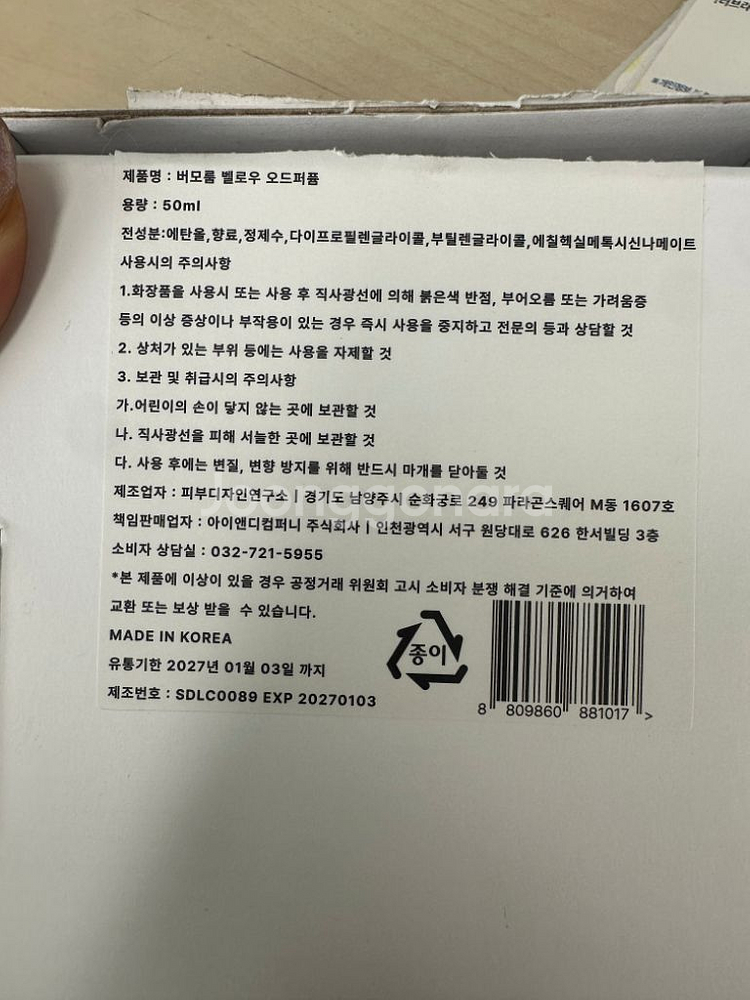 제품명 : 버모룸 벨로우 오드퍼퓸
용량 : 50ml
전성분:에탄올,향료,정제수,다이프로필렌글라이콜,부틸렌글라이콜,에칠헥실메톡시신나메이트
사용시의 주의사항
1.화장품을 사용시 또는 사용 후 직사광선에 의해 붉은색 반점, 부어오름 또는 가려움증
등의 이상 증상이나 부작용이 있는 경우 즉시 사용을 중지하고 전문의 등과 상담할 것
2. 상처가 있는 부위 등에는 사용을 자제할 것
3. 보관 및 취급시의 주의사항
가.어린이의 손이 닿지 않는 곳에 보관할 것
나. 직사광선을 피해 서늘한 곳에 보관할 것
다. 사용 후에는 변질, 변향 방지를 위해 반드시 마개를 닫아둘 것
Joonggonara
제조업자 : 피부디자인연구소 | 경기도 남양주시 순화궁로 249 파라곤스퀘어 M동 1607호
책임판매업자 : 아이앤디컴퍼니 주식회사 | 인천광역시 서구 원당대로 626 한서빌딩 3층
소비자 상담실 : 032-721-5955
*본 제품에 이상이 있을 경우 공정거래 위원회 고시 소비자 분쟁 해결 기준에 의거하여
교환 또는 보상 받을 수 있습니다.
MADE IN KOREA
종이
유통기한 2027년 01월 03일 까지
제조번호 : SDLC0089 EXP 20270103
8 809860 881017 >